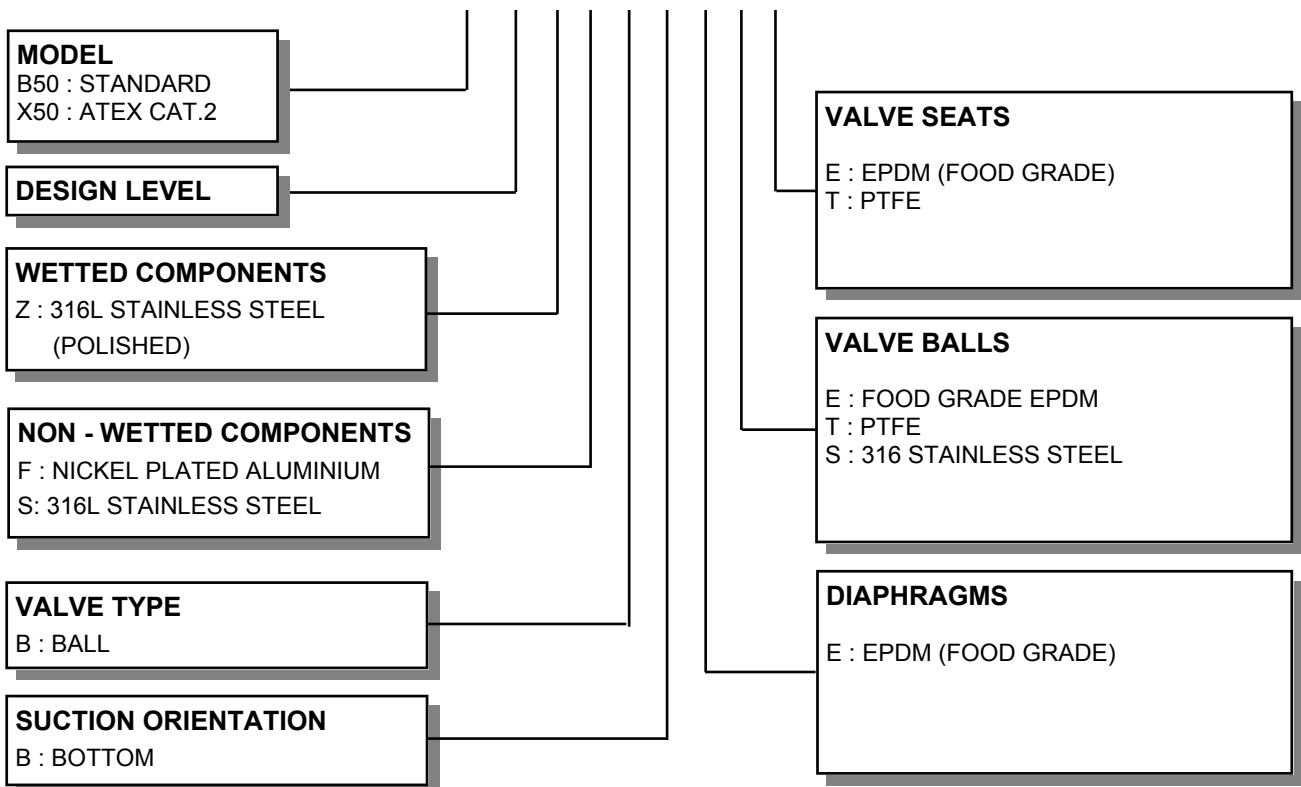 MODEL
B50 : STANDARD
X50 : ATEX CAT.2
DESIGN LEVEL
WETTED COMPONENTS
Z : 316L STAINLESS STEEL
(POLISHED)
NON - WETTED COMPONENTS
F : NICKEL PLATED ALUMINIUM
S: 316L STAINLESS STEEL
VALVE TYPE
B : BALL
SUCTION ORIENTATION
B : BOTTOM
VALVE SEATS
E : EPDM (FOOD GRADE)
T : PTFE
VALVE BALLS
E : FOOD GRADE EPDM
T : PTFE
S : 316 STAINLESS STEEL
DIAPHRAGMS
E : EPDM (FOOD GRADE)